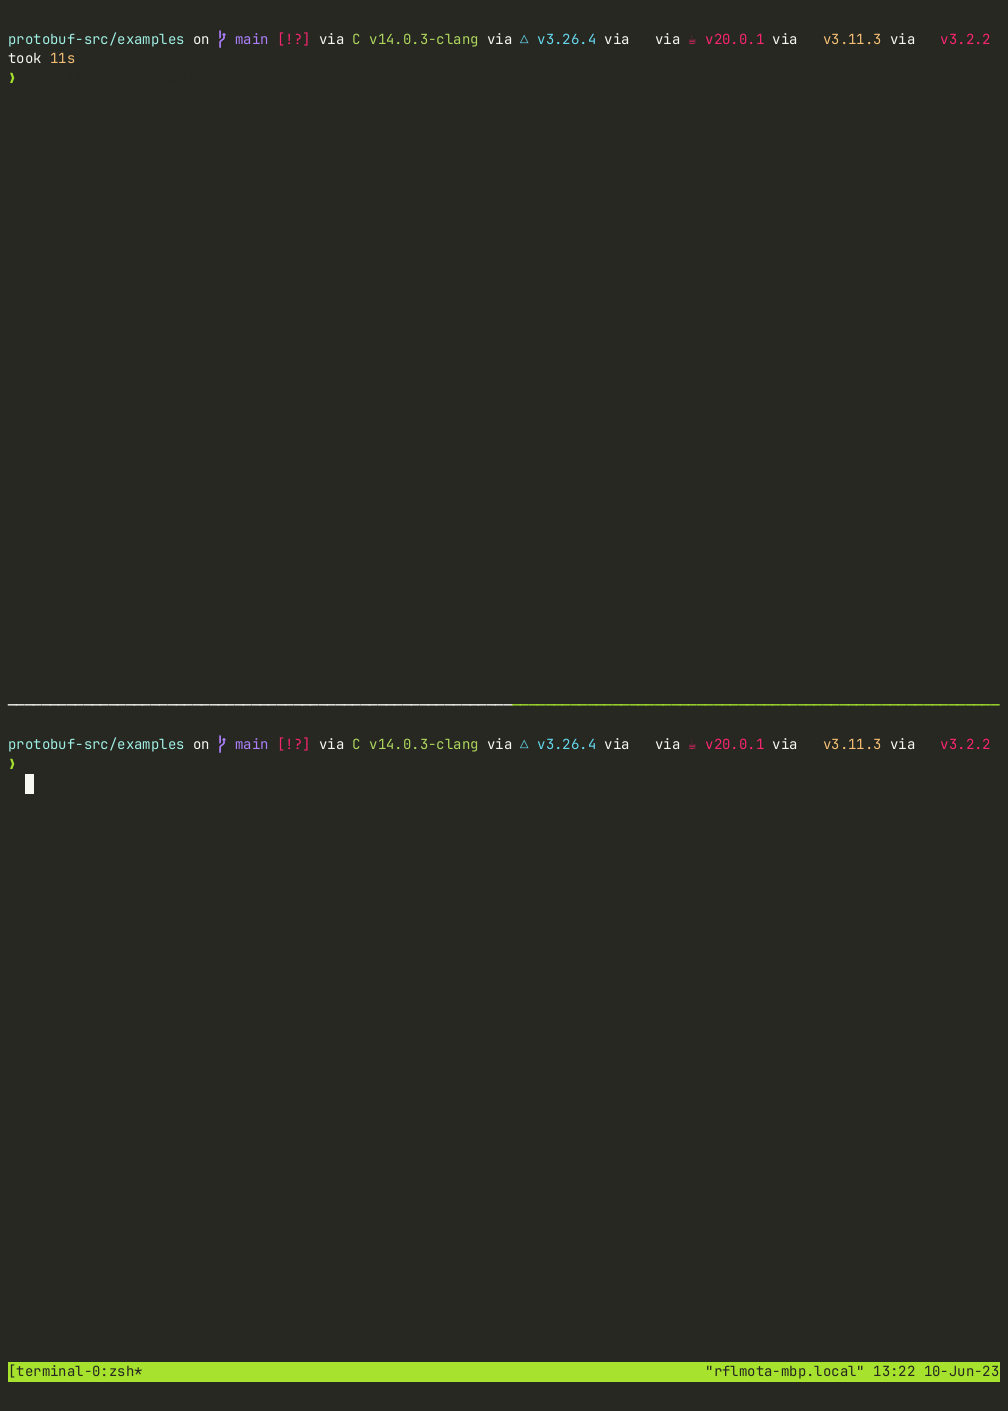 protobuf-src/examples on main [!?] via C v14.0.3-clang via △ v3.26.4 via via ☕ v20.0.1 via v3.11.3 via v3.2.2
took 11s
❯
protobuf-src/examples on main [!?] via C v14.0.3-clang via △ v3.26.4 via via ☕ v20.0.1 via v3.11.3 via v3.2.2
❯
[terminal-0:zsh* "rflmota-mbp.local" 13:22 10-Jun-23